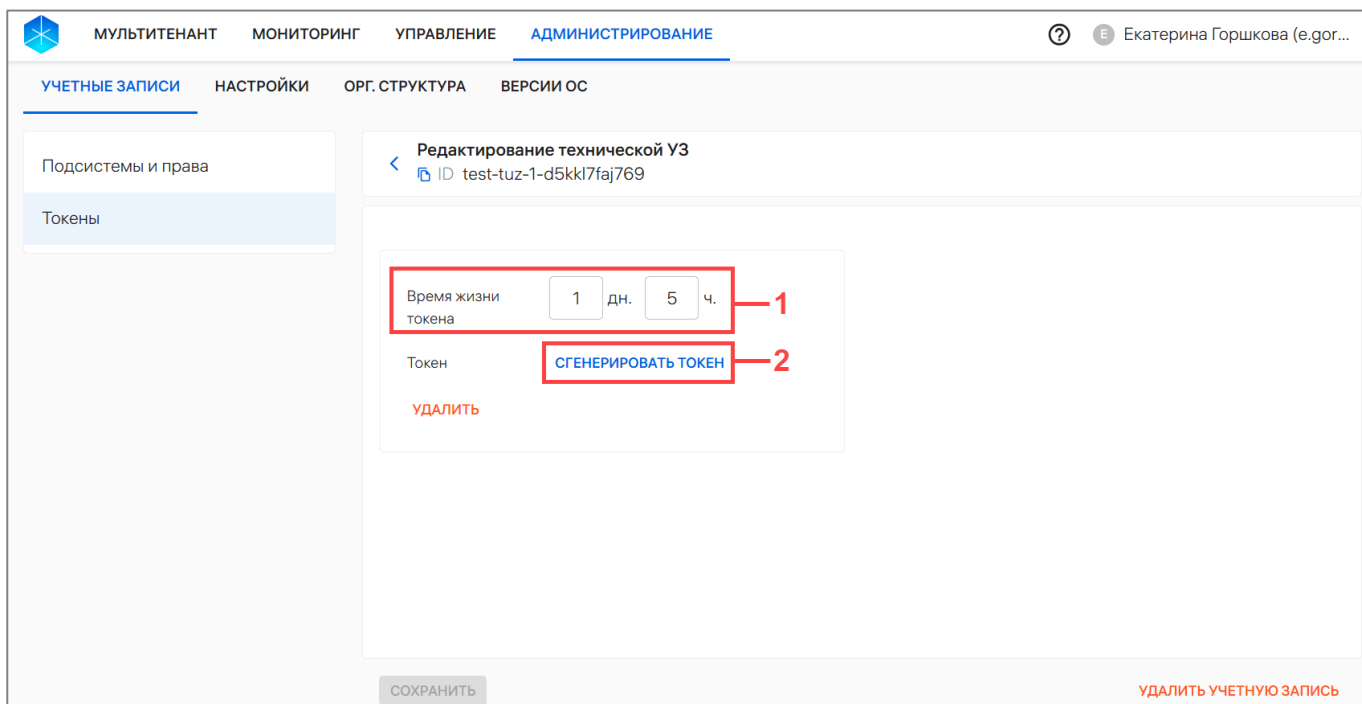 МУЛЬТИТЕНАНТ МОНИТОРИНГ УПРАВЛЕНИЕ АДМИНИСТРИРОВАНИЕ E Екатерина Горшкова (e.gor...
УЧЕТНЫЕ ЗАПИСИ НАСТРОЙКИ ОРГ. СТРУКТУРА ВЕРСИИ ОС
Подсистемы и права
Токены
Редактирование технической УЗ
ID test-tuz-1-d5kkl7faj769
Время жизни
токена
1 дн. 5 ч. 1
Токен СГЕНЕРИРОВАТЬ ТОКЕН 2
УДАЛИТЬ
СОХРАНИТЬ УДАЛИТЬ УЧЕТНУЮ ЗАПИСЬ